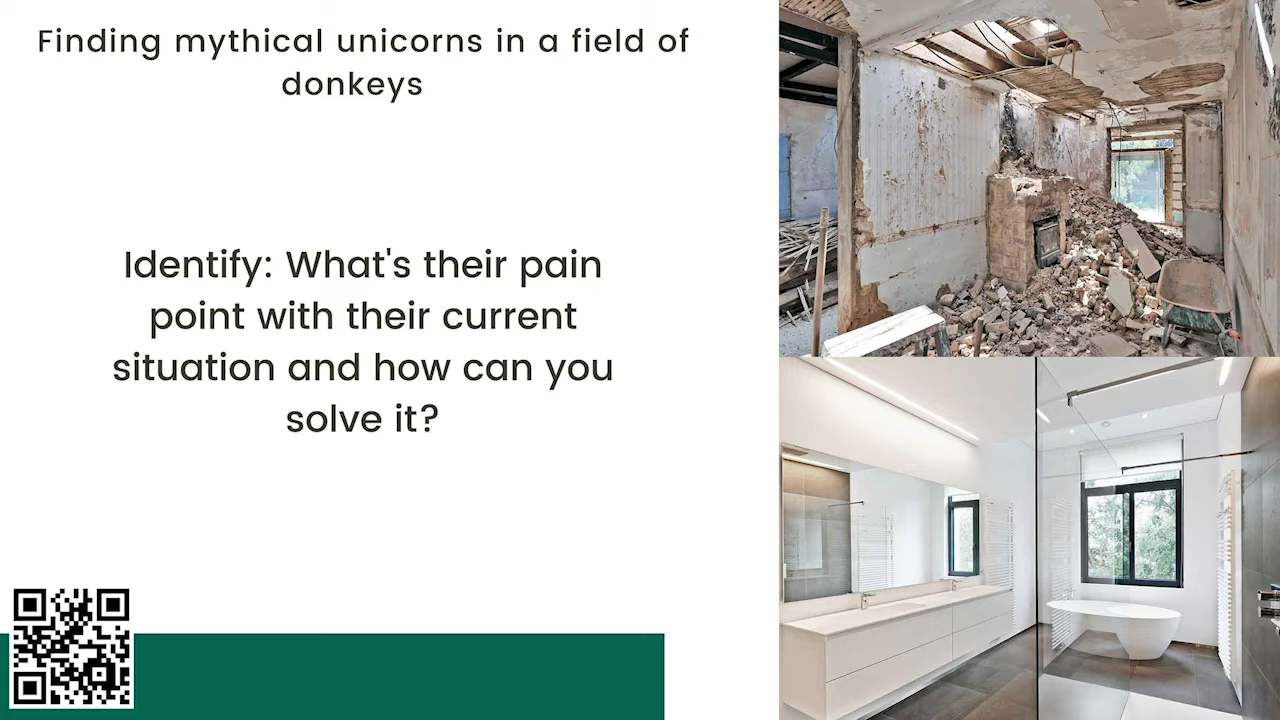 Finding mythical unicorns in a field of
donkeys
Identify: What's their pain
point with their current
situation and how can you
solve it?